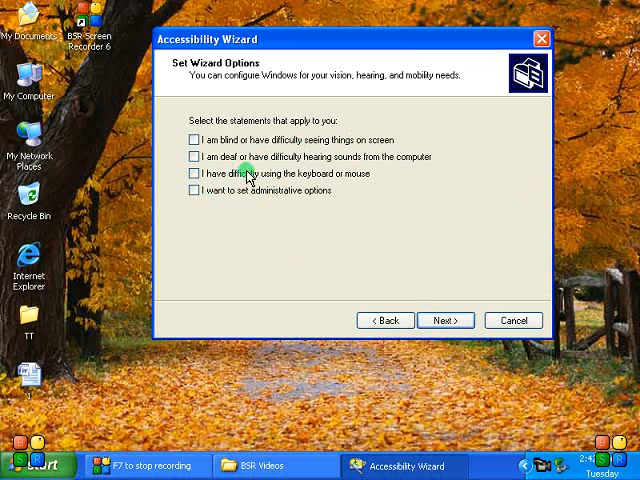 My Documents
BSR Screen
Recorder 6
My Computer
My Network
Places
Recycle Bin
Internet
Explorer
TT
1
Accessibility Wizard
Set Wizard Options
You can configure Windows for your vision, hearing, and mobility needs.
Select the statements that apply to you:
I am blind or have difficulty seeing things on screen
I am deaf or have difficulty hearing sounds from the computer
I have difficulty using the keyboard or mouse
I want to set administrative options
< Back
Next >
Cancel
B S R
start
F7 to stop recording
BSR Videos
Accessibility Wizard
Tuesday
B S R